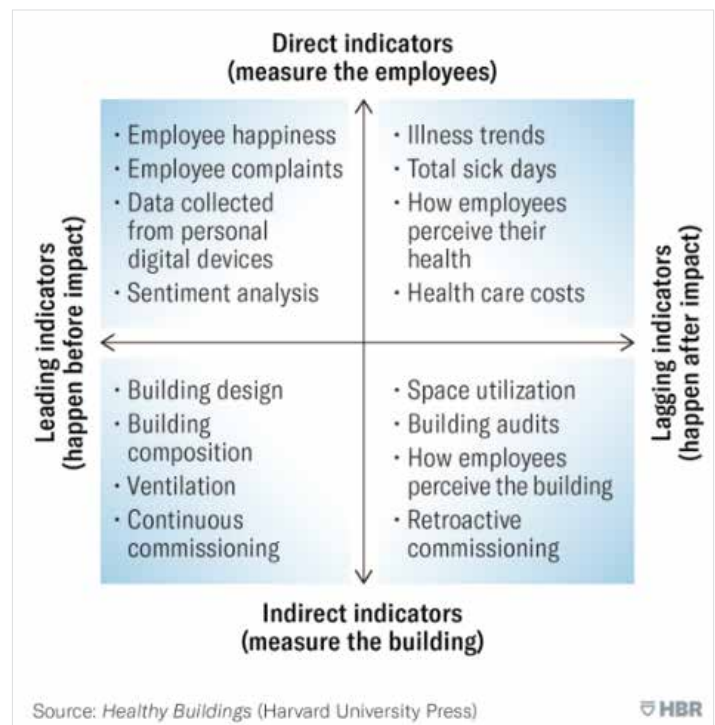 Direct indicators
(measure the employees)
Leading indicators
(happen before impact)
· Employee happiness
· Employee complaints
· Data collected
from personal
digital devices
· Sentiment analysis
· Illness trends
· Total sick days
· How employees
perceive their
health
· Health care costs
Lagging indicators
(happen after impact)
· Building design
· Building
composition
· Ventilation
· Continuous
commissioning
· Space utilization
· Building audits
· How employees
perceive the building
· Retroactive
commissioning
Indirect indicators
(measure the building)
Source: Healthy Buildings (Harvard University Press)
HBR